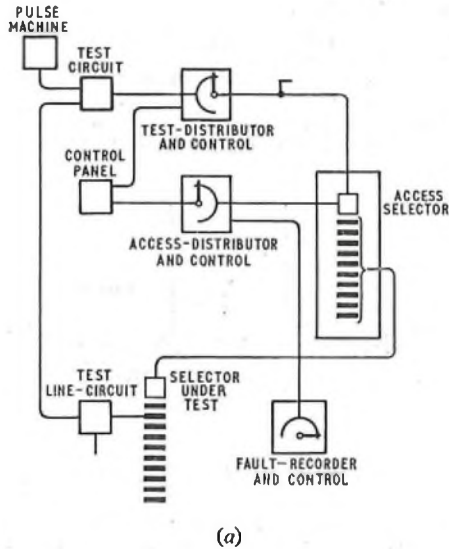 PULSE
MACHINE
TEST
CIRCUIT
TEST-DISTRIBUTOR
AND CONTROL
CONTROL
PANEL
ACCESS
SELECTOR
ACCESS-DISTRIBUTOR
AND CONTROL
TEST
LINE-CIRCUIT
SELECTOR
UNDER
TEST
FAULT-RECORDER
AND CONTROL
(a)